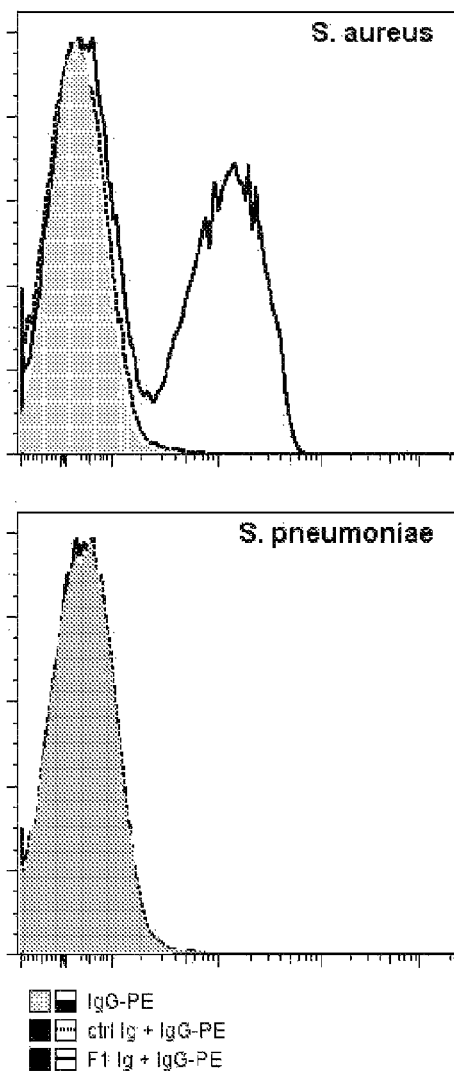 S. aureus
S. pneumoniae
IgG-PE
ctrl Ig + IgG-PE
F1 Ig + IgG-PE